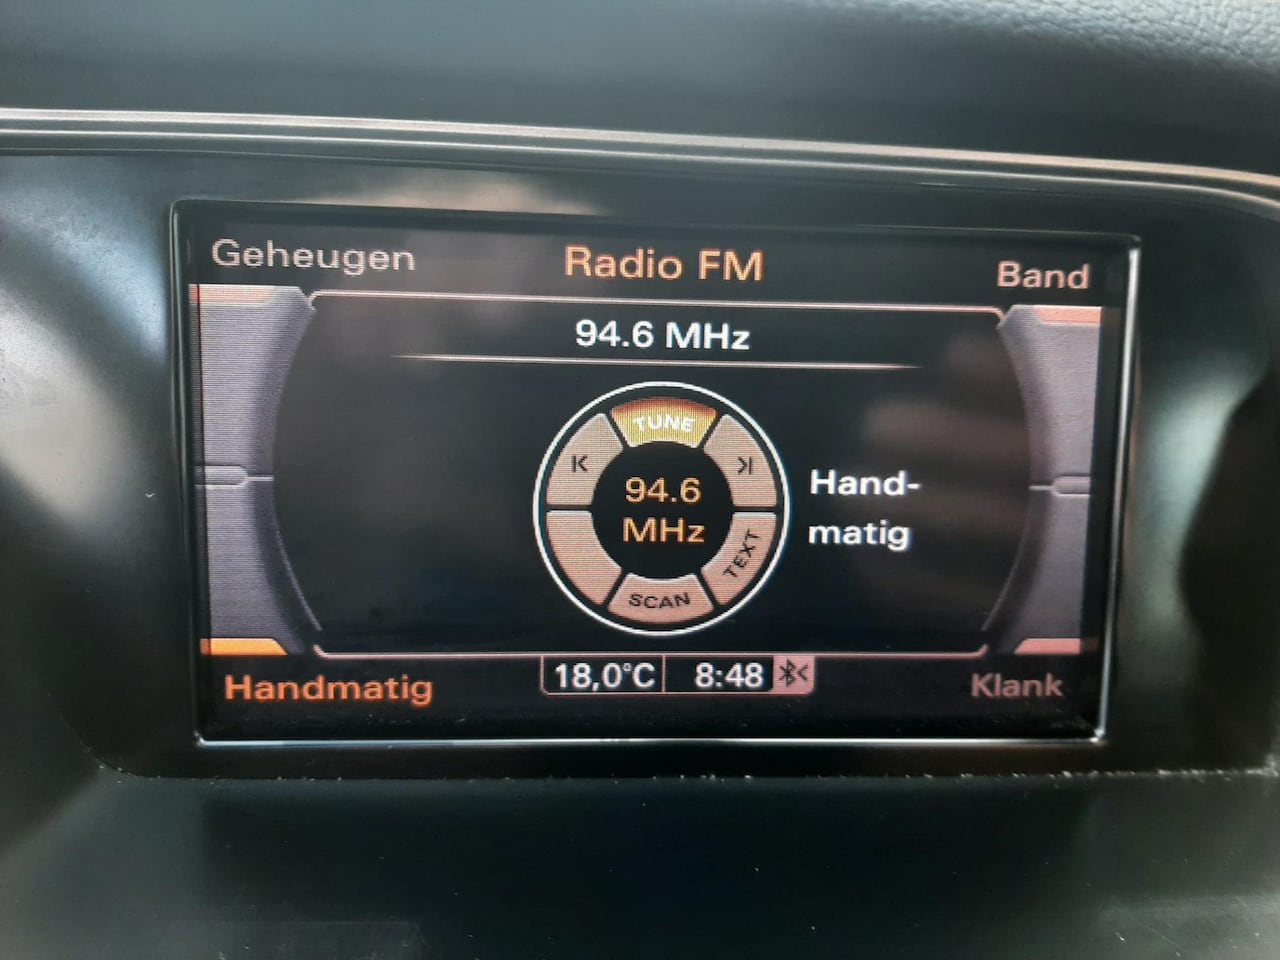 Geheugen
Radio FM
Band
94.6 MHz
TUNE
94.6
MHz
TEXT
SCAN
Hand-
matig
Handmatig
18,0°C
8:48
Klank